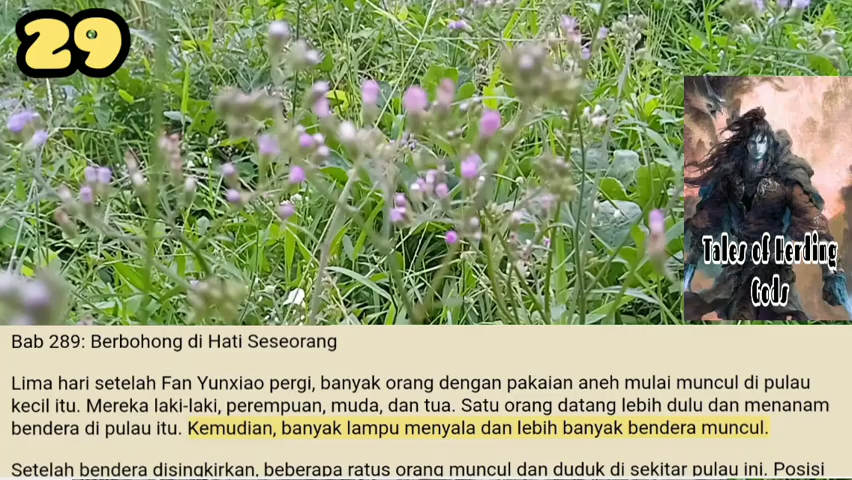 29
Tales of Herding
Gods
Bab 289: Berbohong di Hati Seseorang
Lima hari setelah Fan Yunxiao pergi, banyak orang dengan pakaian aneh mulai muncul di pulau
kecil itu. Mereka laki-laki, perempuan, muda, dan tua. Satu orang datang lebih dulu dan menanam
bendera di pulau itu. Kemudian, banyak lampu menyala dan lebih banyak bendera muncul.
Setelah bendera disingkirkan, beberapa ratus orang muncul dan duduk di sekitar pulau ini. Posisi